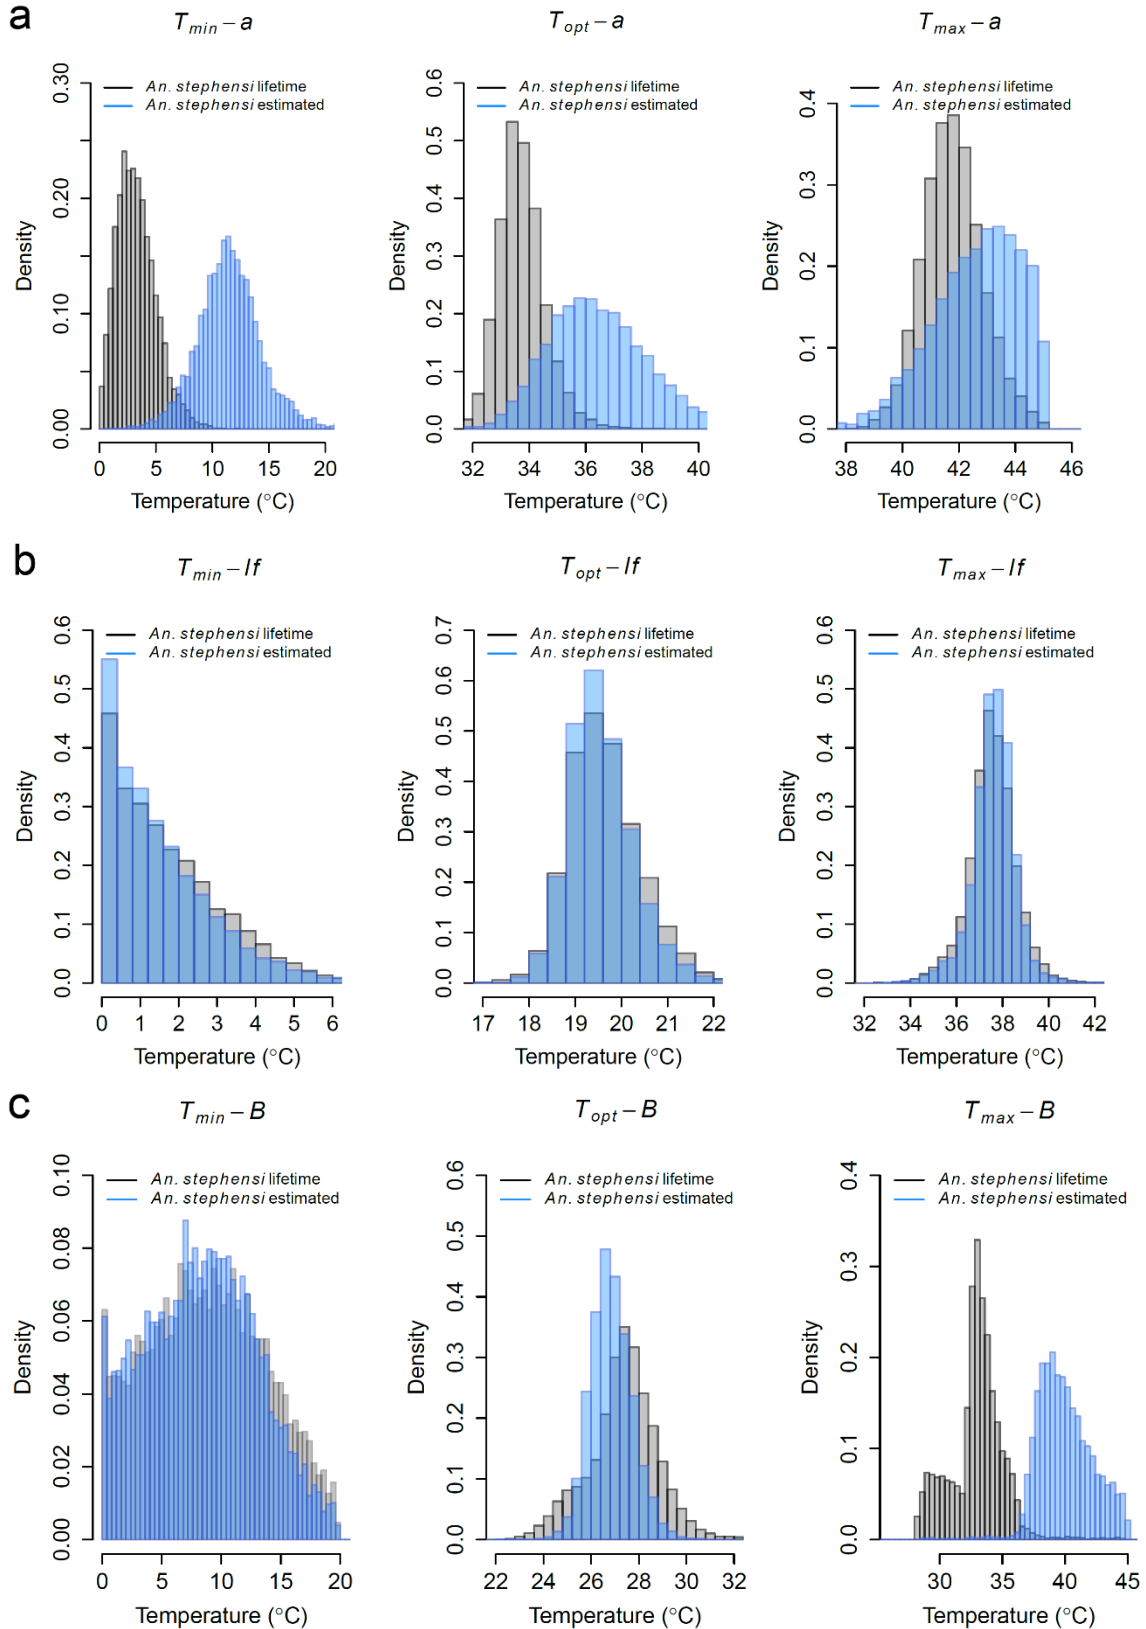 a
Tmin – a
Topt – a
Tmax – a
An. stephensi lifetime
An. stephensi estimated
An. stephensi lifetime
An. stephensi estimated
An. stephensi lifetime
An. stephensi estimated
Density
0.00 0.10 0.20 0.30
0 5 10 15 20
Temperature (°C)
Density
0.0 0.1 0.2 0.3 0.4 0.5 0.6
32 34 36 38 40
Temperature (°C)
Density
0.0 0.1 0.2 0.3 0.4
38 40 42 44 46
Temperature (°C)
b
Tmin – lf
Topt – lf
Tmax – lf
An. stephensi lifetime
An. stephensi estimated
An. stephensi lifetime
An. stephensi estimated
An. stephensi lifetime
An. stephensi estimated
Density
0.0 0.1 0.2 0.3 0.4 0.5 0.6
0 1 2 3 4 5 6
Temperature (°C)
Density
0.0 0.1 0.2 0.3 0.4 0.5 0.6 0.7
17 18 19 20 21 22
Temperature (°C)
Density
0.0 0.1 0.2 0.3 0.4 0.5 0.6
32 34 36 38 40 42
Temperature (°C)
c
Tmin – B
Topt – B
Tmax – B
An. stephensi lifetime
An. stephensi estimated
An. stephensi lifetime
An. stephensi estimated
An. stephensi lifetime
An. stephensi estimated
Density
0.00 0.02 0.04 0.06 0.08 0.10
0 5 10 15 20
Temperature (°C)
Density
0.0 0.1 0.2 0.3 0.4 0.5 0.6
22 24 26 28 30 32
Temperature (°C)
Density
0.0 0.1 0.2 0.3 0.4
30 35 40 45
Temperature (°C)